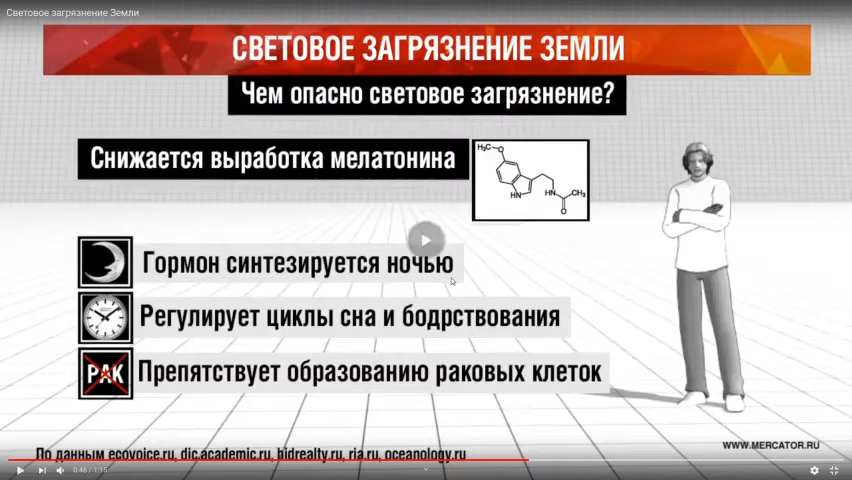 Световое загрязнение Земли
СВЕТОВОЕ ЗАГРЯЗНЕНИЕ ЗЕМЛИ
Чем опасно световое загрязнение?
Снижается выработка мелатонина
H₃C O
HN
HN CH₃
O
Гормон синтезируется ночью
Регулирует циклы сна и бодрствования
РАК Препятствует образованию раковых клеток
WWW.MERCATOR.RU
По данным ecovoice.ru, dic.academic.ru, bidrealty.ru, ria.ru, oceanology.ru
0:46 / 1:15